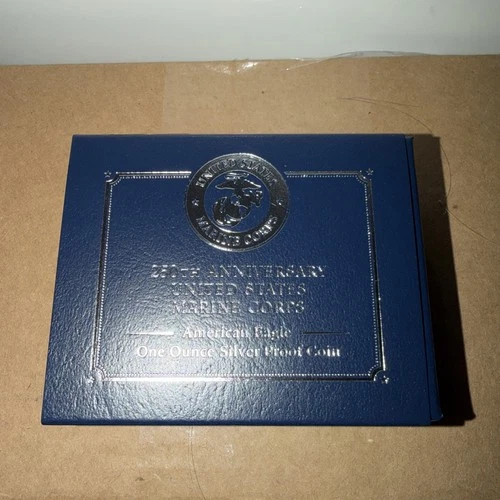 UNITED STATES
MARINE CORPS
250TH ANNIVERSARY
UNITED STATES
MARINE CORPS
American Eagle
One Ounce Silver Proof Coin